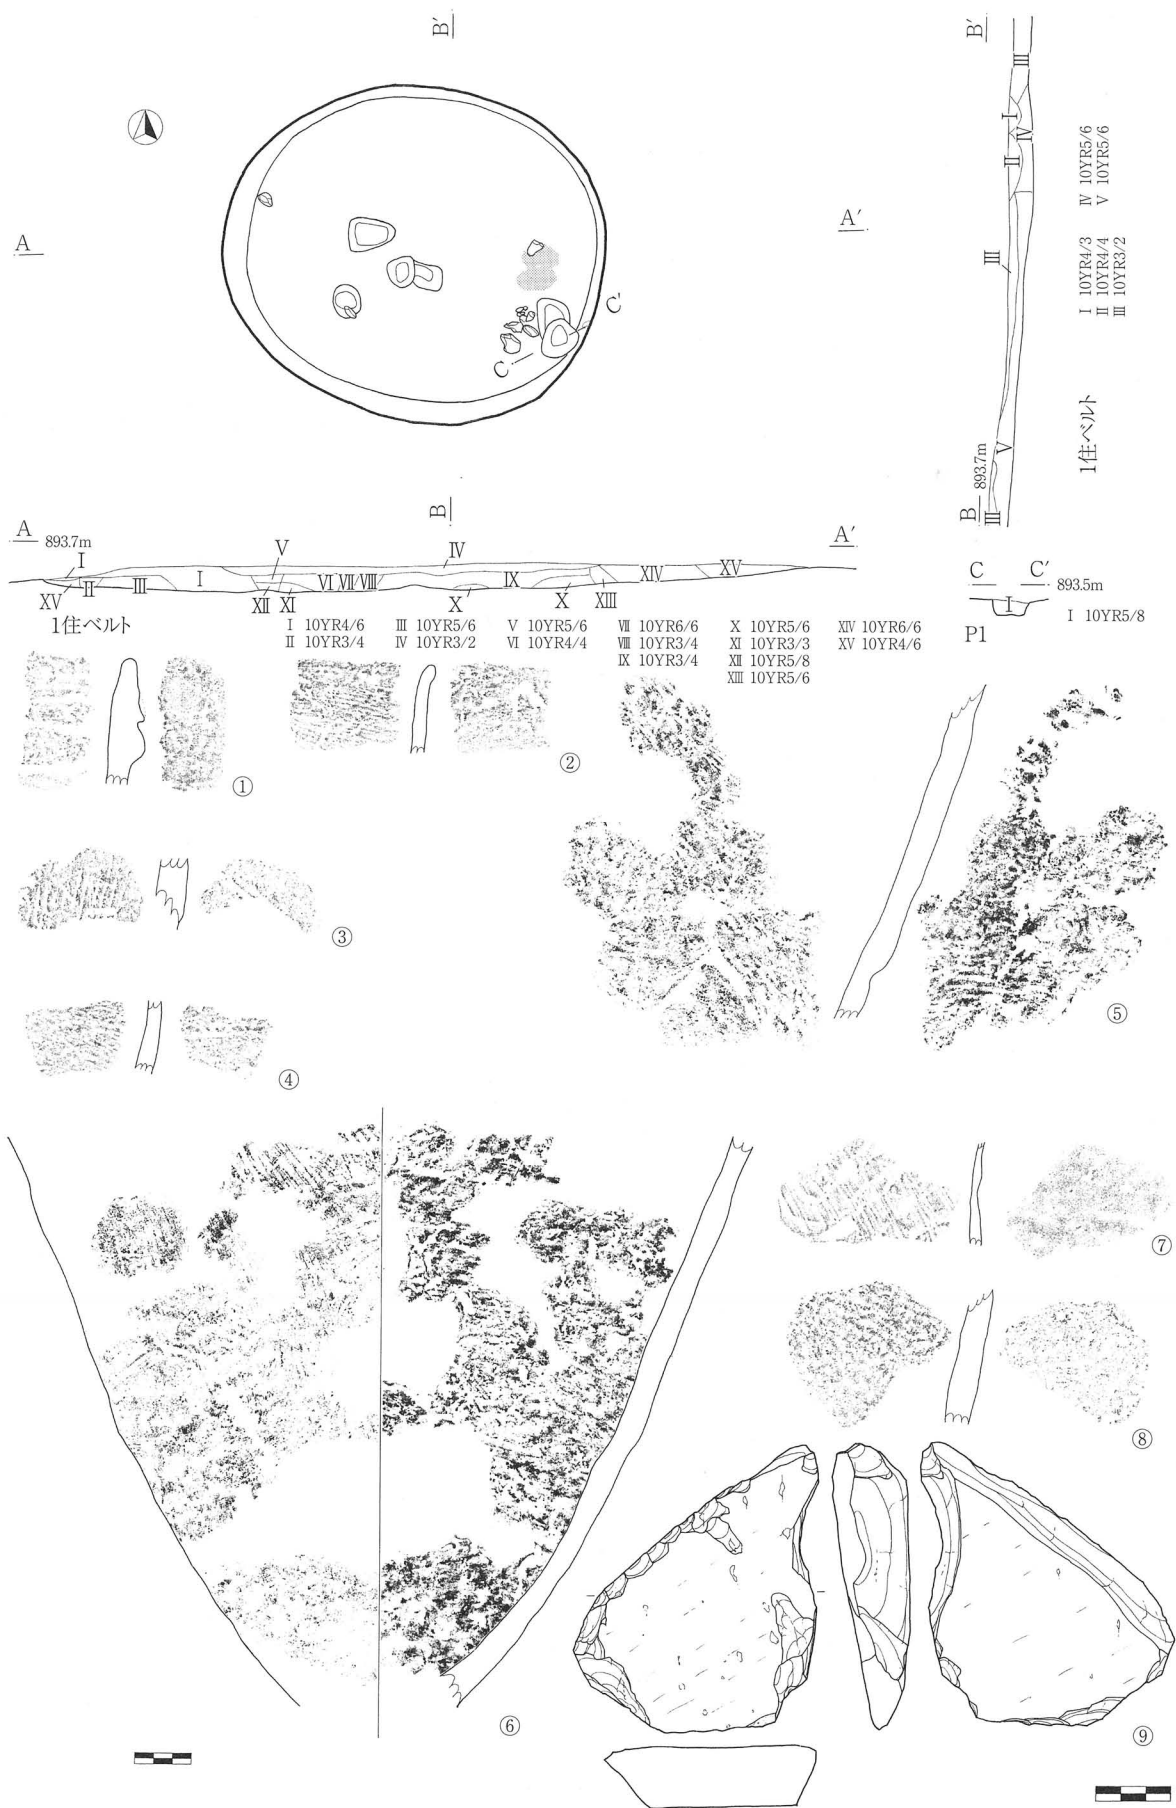 B'
A
A'
C'
C
B'
Ⅲ
Ⅰ
Ⅳ
Ⅱ
Ⅲ
Ⅴ
Ⅲ
B 893.7m
Ⅳ 10YR5/6
Ⅴ 10YR5/6
Ⅰ 10YR4/3
Ⅱ 10YR4/4
Ⅲ 10YR3/2
1住ベルト
B
A 893.7m
A'
Ⅰ Ⅴ Ⅳ
XV Ⅱ Ⅲ Ⅰ Ⅻ Ⅺ Ⅵ Ⅶ Ⅷ Ⅹ Ⅸ Ⅹ XIII XIV XV
1住ベルト
Ⅰ 10YR4/6 Ⅲ 10YR5/6 Ⅴ 10YR5/6 Ⅶ 10YR6/6 Ⅹ 10YR5/6 XIV 10YR6/6
Ⅱ 10YR3/4 Ⅳ 10YR3/2 Ⅵ 10YR4/4 Ⅷ 10YR3/4 Ⅺ 10YR3/3 XV 10YR4/6
Ⅸ 10YR3/4 Ⅻ 10YR5/8
XIII 10YR5/6
C C' 893.5m
Ⅰ
Ⅰ 10YR5/8
P1
①
②
③
④
⑤
⑥
⑦
⑧
⑨